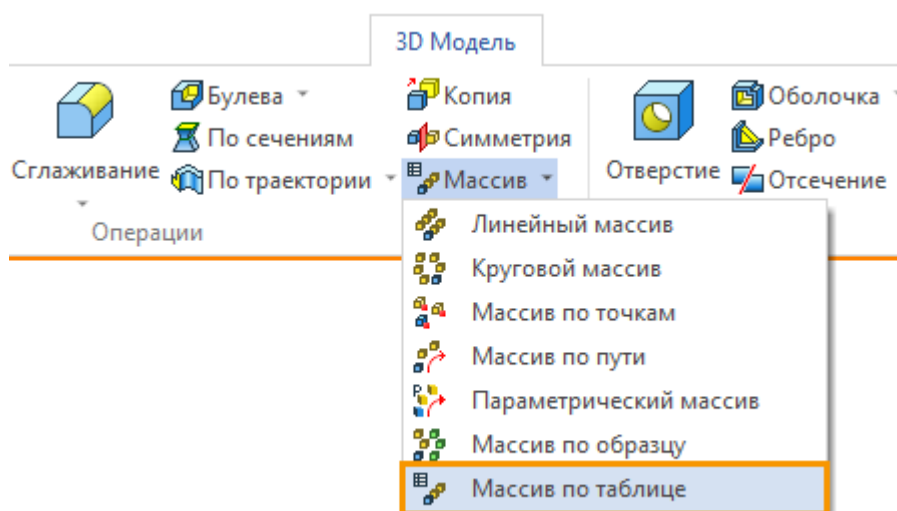 3D Модель
Булева
Копия
Оболочка
По сечениям
Симметрия
Ребро
Сглаживание
По траектории
Массив
Отверстие
Отсечение
Операции
Линейный массив
Круговой массив
Массив по точкам
Массив по пути
Параметрический массив
Массив по образцу
Массив по таблице